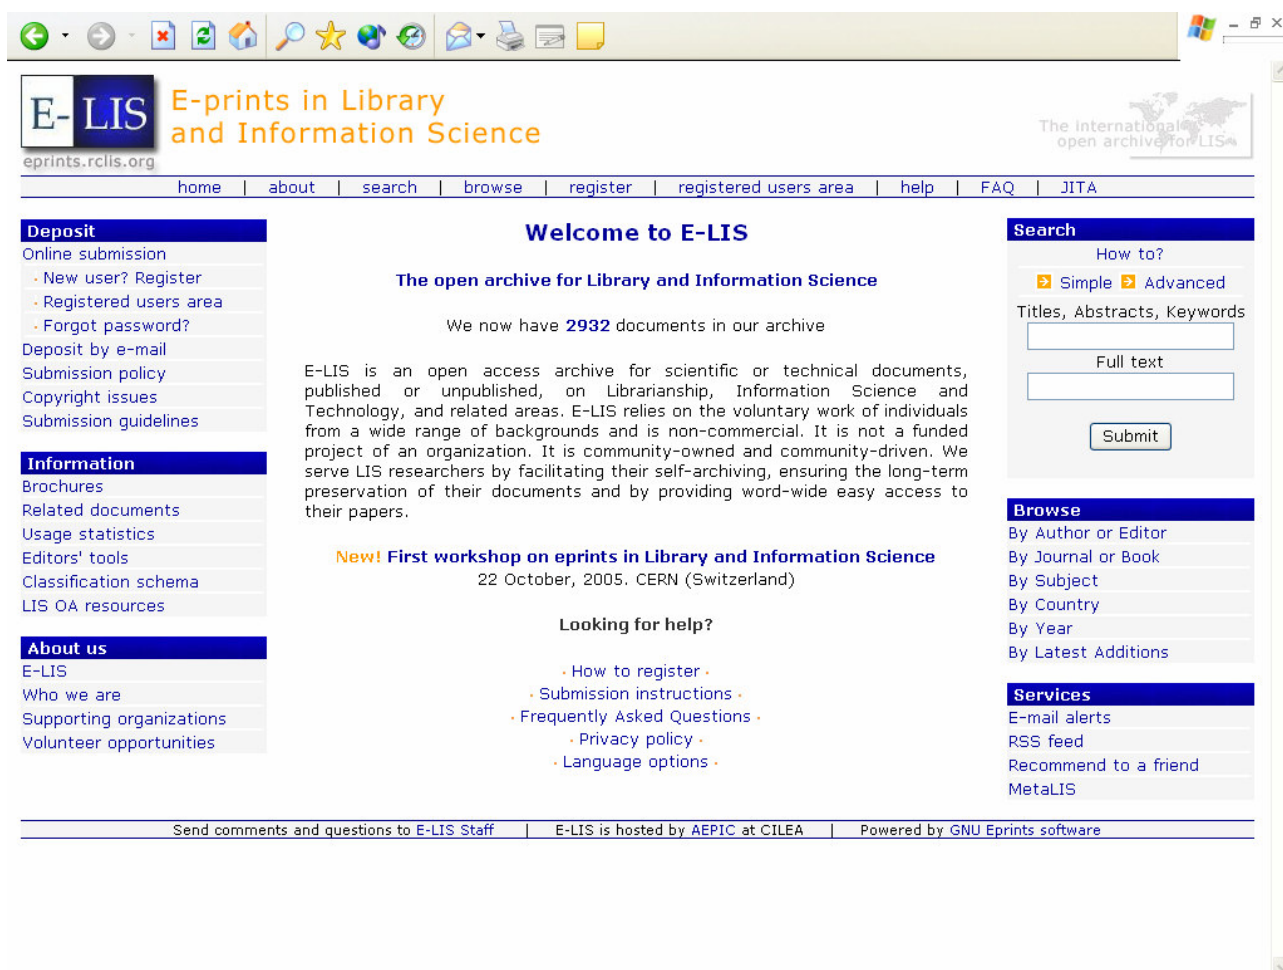 E-LIS
eprints.rclis.org
E-prints in Library
and Information Science
The International
open archive for LIS
home | about | search | browse | register | registered users area | help | FAQ | JITA
Deposit
Online submission
· New user? Register
· Registered users area
· Forgot password?
Deposit by e-mail
Submission policy
Copyright issues
Submission guidelines
Information
Brochures
Related documents
Usage statistics
Editors' tools
Classification schema
LIS OA resources
About us
E-LIS
Who we are
Supporting organizations
Volunteer opportunities
Welcome to E-LIS
The open archive for Library and Information Science
We now have 2932 documents in our archive
E-LIS is an open access archive for scientific or technical documents,
published or unpublished, on Librarianship, Information Science and
Technology, and related areas. E-LIS relies on the voluntary work of individuals
from a wide range of backgrounds and is non-commercial. It is not a funded
project of an organization. It is community-owned and community-driven. We
serve LIS researchers by facilitating their self-archiving, ensuring the long-term
preservation of their documents and by providing word-wide easy access to
their papers.
New! First workshop on eprints in Library and Information Science
22 October, 2005. CERN (Switzerland)
Looking for help?
· How to register ·
· Submission instructions ·
· Frequently Asked Questions ·
· Privacy policy ·
· Language options ·
Search
How to?
Simple Advanced
Titles, Abstracts, Keywords
Full text
Submit
Browse
By Author or Editor
By Journal or Book
By Subject
By Country
By Year
By Latest Additions
Services
E-mail alerts
RSS feed
Recommend to a friend
MetaLIS
Send comments and questions to E-LIS Staff | E-LIS is hosted by AEPIC at CILEA | Powered by GNU Eprints software